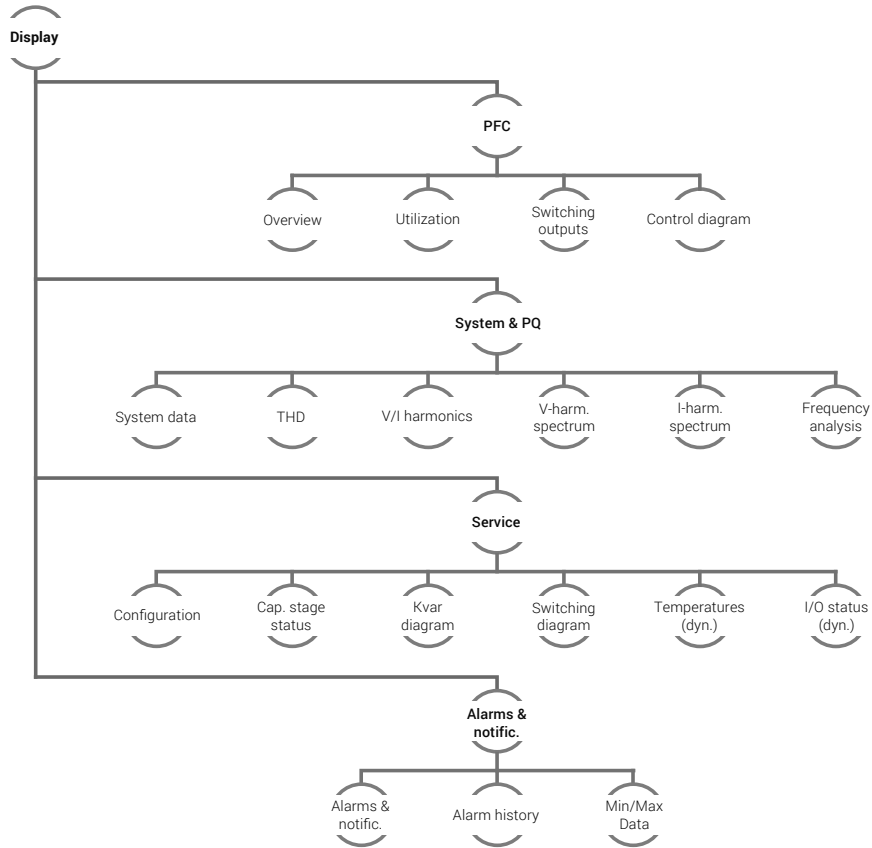 Display
PFC
Overview
Utilization
Switching
outputs
Control diagram
System & PQ
System data
THD
V/I harmonics
V-harm.
spectrum
I-harm.
spectrum
Frequency
analysis
Service
Configuration
Cap. stage
status
Kvar
diagram
Switching
diagram
Temperatures
(dyn.)
I/O status
(dyn.)
Alarms &
notific.
Alarms &
notific.
Alarm history
Min/Max
Data